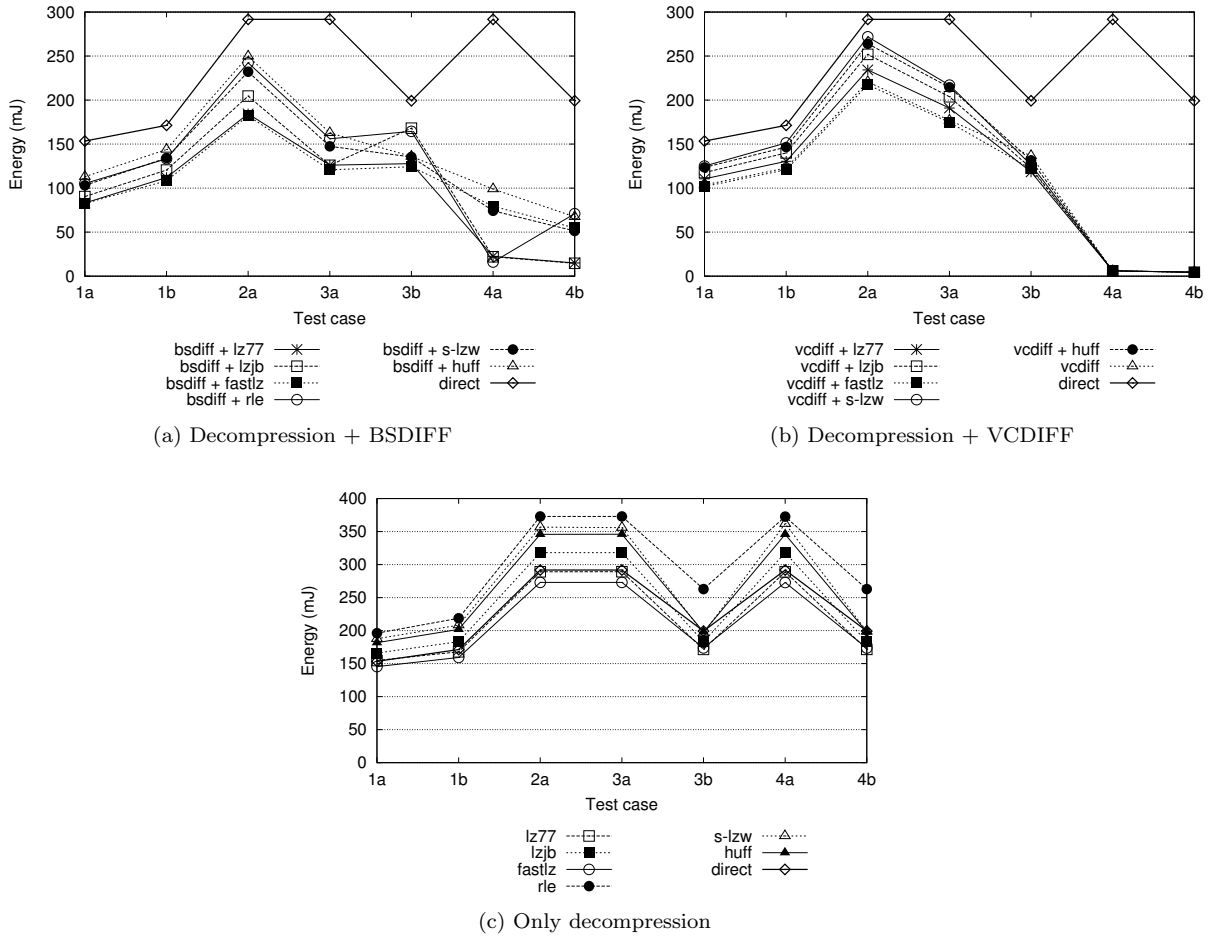 300
250
200
150
100
50
0
Energy (mJ)
1a 1b 2a 3a 3b 4a 4b
Test case
bsdiff + lz77 bsdiff + s-lzw
bsdiff + lzjb bsdiff + huff
bsdiff + fastlz direct
bsdiff + rle
(a) Decompression + BSDIFF
300
250
200
150
100
50
0
Energy (mJ)
1a 1b 2a 3a 3b 4a 4b
Test case
vcdiff + lz77 vcdiff + huff
vcdiff + lzjb vcdiff
vcdiff + fastlz direct
vcdiff + s-lzw
(b) Decompression + VCDIFF
400
350
300
250
200
150
100
50
0
Energy (mJ)
1a 1b 2a 3a 3b 4a 4b
Test case
lz77 s-lzw
lzjb huff
fastlz direct
rle
(c) Only decompression